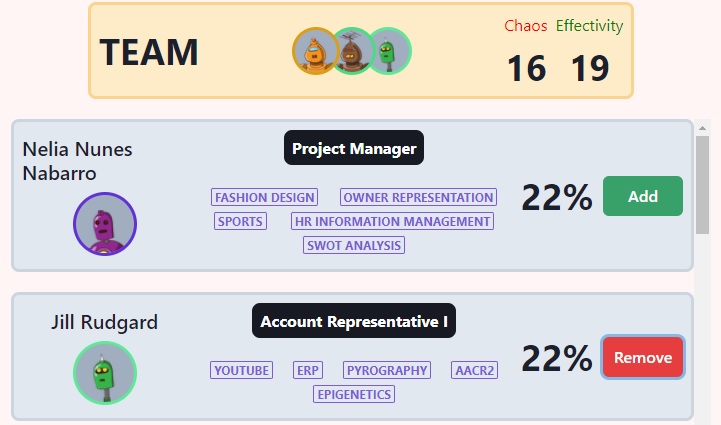 TEAM
Chaos Effectivity
16 19
Nelia Nunes
Nabarro
Project Manager
FASHION DESIGN OWNER REPRESENTATION
SPORTS HR INFORMATION MANAGEMENT
SWOT ANALYSIS
22%
Add
Jill Rudgard
Account Representative I
YOUTUBE ERP PYROGRAPHY AACR2
EPIGENETICS
22%
Remove